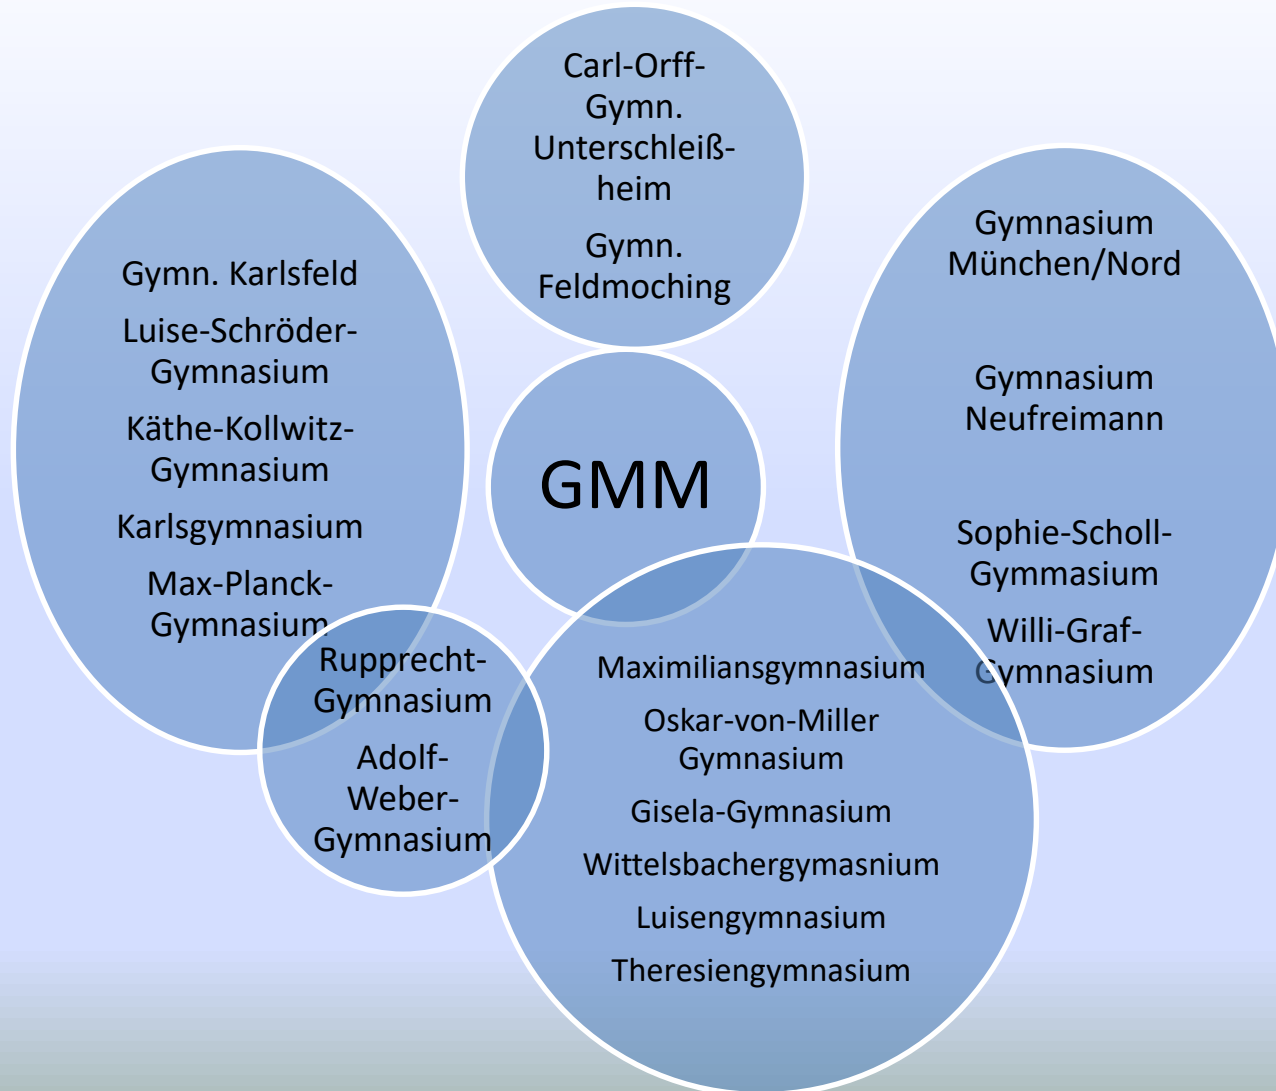 Carl-Orff-
Gymn.
Unterschleiß-
heim
Gymn.
Feldmoching
Gymn. Karlsfeld
Luise-Schröder-
Gymnasium
Käthe-Kollwitz-
Gymnasium
Karlsgymnasium
Max-Planck-
Gymnasium
Gymnasium
München/Nord
Gymnasium
Neufreimann
Sophie-Scholl-
Gymmasium
Willi-Graf-
Gymnasium
GMM
Rupprecht-
Gymnasium
Adolf-
Weber-
Gymnasium
Maximiliansgymnasium
Oskar-von-Miller
Gymnasium
Gisela-Gymnasium
Wittelsbachergymasnium
Luisengymnasium
Theresiengymnasium